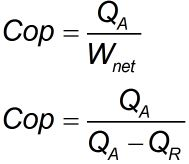 Cop = Q_A / W_net
Cop = Q_A / (Q_A − Q_R)